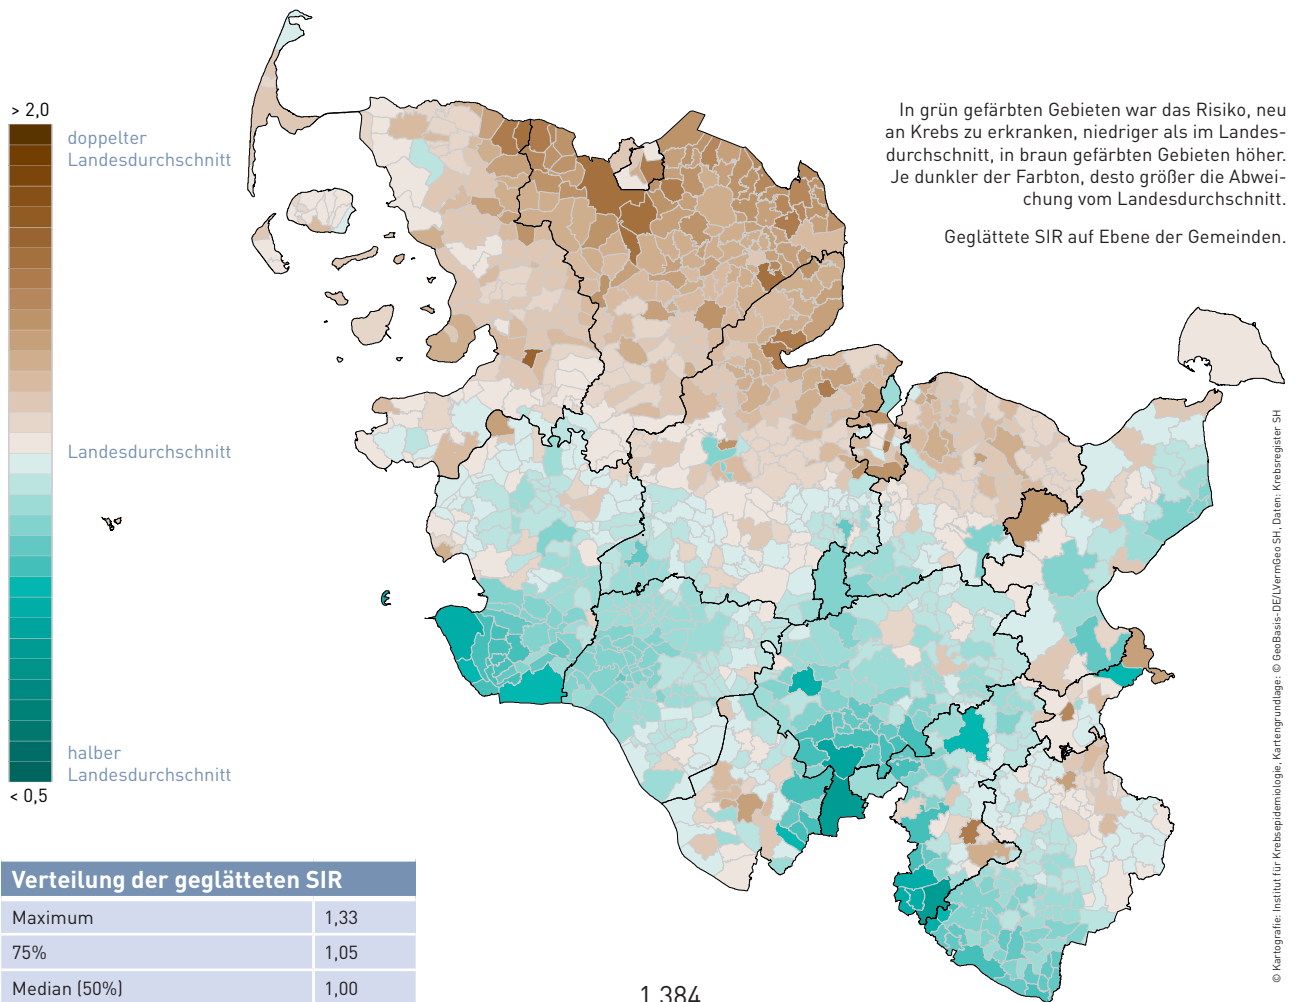 In grün gefärbten Gebieten war das Risiko, neu
an Krebs zu erkranken, niedriger als im Landes-
durchschnitt, in braun gefärbten Gebieten höher.
Je dunkler der Farbton, desto größer die Abwei-
chung vom Landesdurchschnitt.
Geglättete SIR auf Ebene der Gemeinden.
> 2,0
doppelter
Landesdurchschnitt
Landesdurchschnitt
halber
Landesdurchschnitt
< 0,5
Verteilung der geglätteten SIR
Maximum 1,33
75% 1,05
Median (50%) 1,00
1.384
© Kartografie: Institut für Krebsepidemiologie, Kartengrundlage: © GeoBasis-DE/LVermGeo SH, Daten: Krebsregister SH